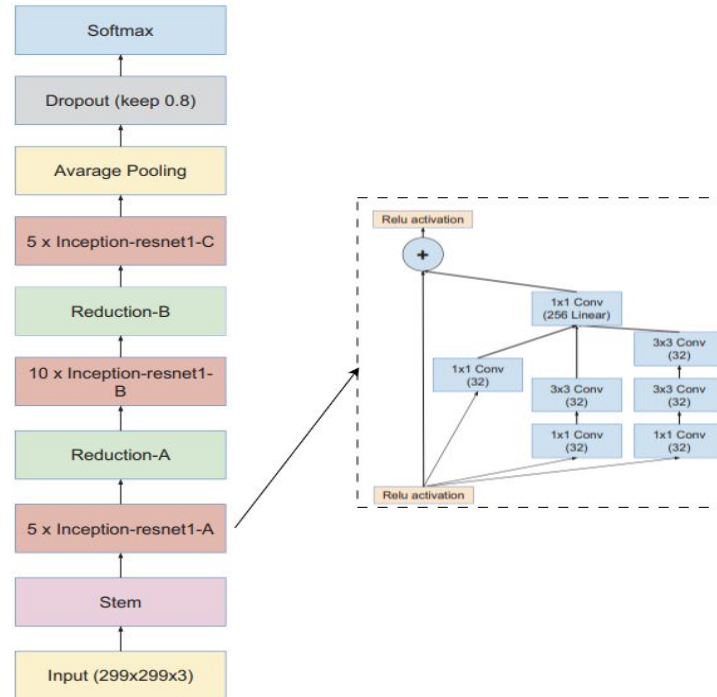 Softmax
Dropout (keep 0.8)
Avarage Pooling
5 x Inception-resnet1-C
Reduction-B
10 x Inception-resnet1-
B
Reduction-A
5 x Inception-resnet1-A
Stem
Input (299x299x3)
Relu activation
+
1x1 Conv
(256 Linear)
1x1 Conv
(32)
3x3 Conv
(32)
3x3 Conv
(32)
3x3 Conv
(32)
1x1 Conv
(32)
1x1 Conv
(32)
Relu activation